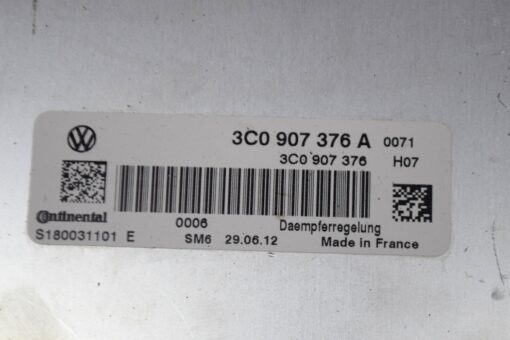 3C0 907 376 A 0071
3C0 907 376 H07
Continental 0006 Daempferregelung
S180031101 E SM6 29.06.12 Made in France